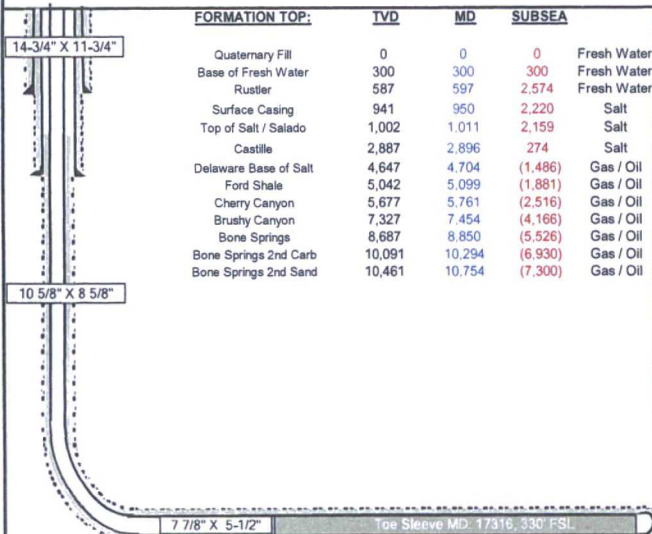 FORMATION TOP: TVD MD SUBSEA
14-3/4" X 11-3/4"
Quaternary Fill 0 0 0 Fresh Water
Base of Fresh Water 300 300 300 Fresh Water
Rustler 587 597 2,574 Fresh Water
Surface Casing 941 950 2,220 Salt
Top of Salt / Salado 1,002 1,011 2,159 Salt
Castille 2,887 2,896 274 Salt
Delaware Base of Salt 4,647 4,704 (1,486) Gas / Oil
Ford Shale 5,042 5,099 (1,881) Gas / Oil
Cherry Canyon 5,677 5,761 (2,516) Gas / Oil
Brushy Canyon 7,327 7,454 (4,166) Gas / Oil
Bone Springs 8,687 8,850 (5,526) Gas / Oil
Bone Springs 2nd Carb 10,091 10,294 (6,930) Gas / Oil
Bone Springs 2nd Sand 10,461 10,754 (7,300) Gas / Oil
10 5/8" X 8 5/8"
7 7/8" X 5-1/2"
Toe Sleeve MD: 17316, 330' FSL